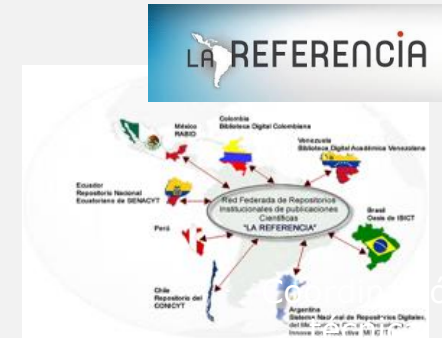 LA REFERENCIA
Colombia
Biblioteca Digital Colombiana
México
RABID
Venezuela
Biblioteca Digital Académica Venezolana
Ecuador
Repositorio Nacional
Ecuatoriano de SENACYT
Red Federada de Repositorios
Institucionales de publicaciones
Científicas
"LA REFERENCIA"
Brasil
Oasis de IBICT
Perú
Chile
Repositorio del
CONICYT
Argentina
Sistema Nacional de Repositorios Digitales,